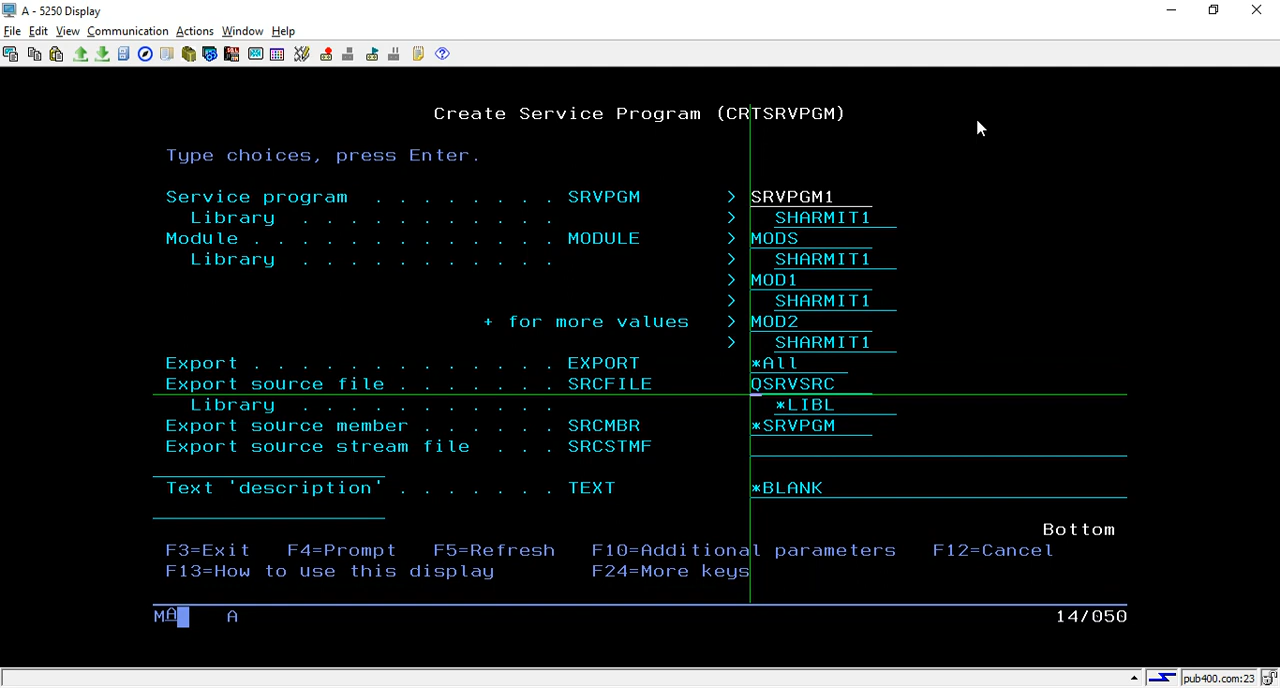 A - 5250 Display
File Edit View Communication Actions Window Help
Create Service Program (CRTSRVPGM)
Type choices, press Enter.
Service program . . . . . . . . SRVPGM > SRVPGM1
Library . . . . . . . . . . . > SHARMIT1
Module . . . . . . . . . . . . . MODULE > MODS
Library . . . . . . . . . . . > SHARMIT1
> MOD1
> SHARMIT1
+ for more values > MOD2
> SHARMIT1
Export . . . . . . . . . . . . . EXPORT *All
Export source file . . . . . . . SRCFILE QSRVSRC
Library . . . . . . . . . . . *LIBL
Export source member . . . . . . SRCMBR *SRVPGM
Export source stream file . . . SRCSTMF
Text 'description' . . . . . . . TEXT *BLANK
Bottom
F3=Exit F4=Prompt F5=Refresh F10=Additional parameters F12=Cancel
F13=How to use this display F24=More keys
MA A 14/050
pub400.com:23